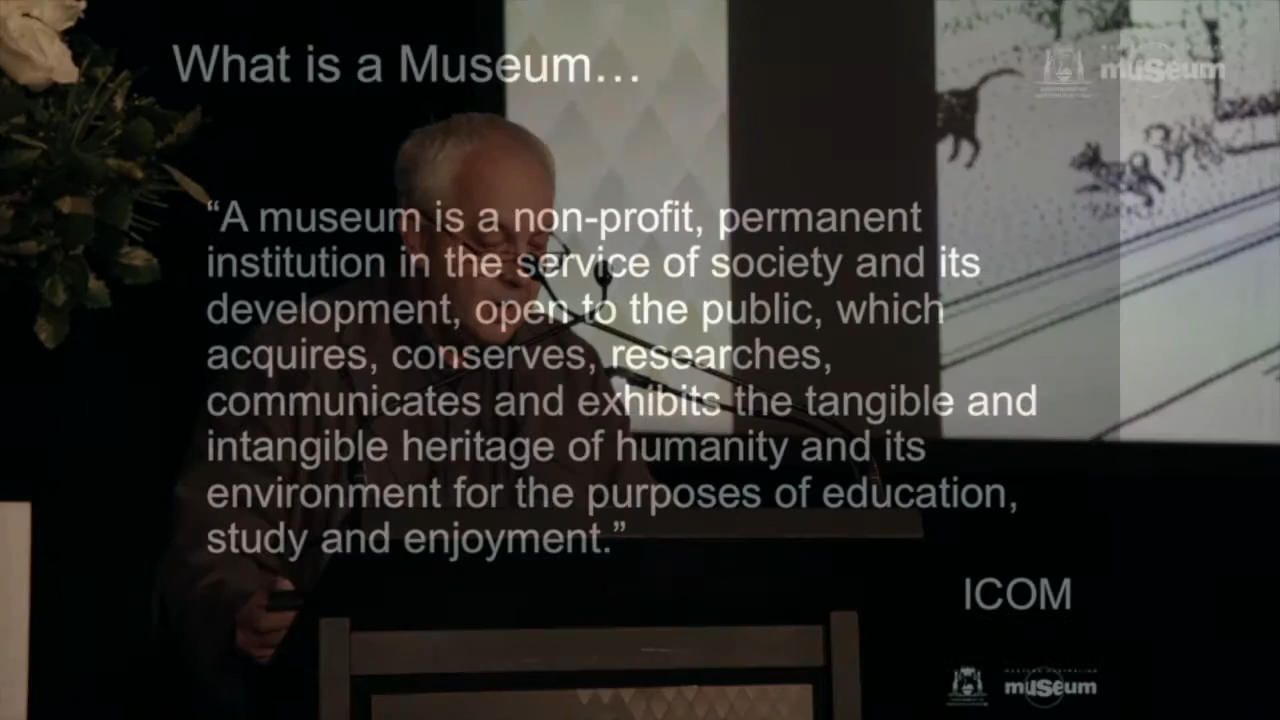 What is a Museum…
museum
“A museum is a non-profit, permanent
institution in the service of society and its
development, open to the public, which
acquires, conserves, researches,
communicates and exhibits the tangible and
intangible heritage of humanity and its
environment for the purposes of education,
study and enjoyment.”
ICOM
WESTERN AUSTRALIAN
museum